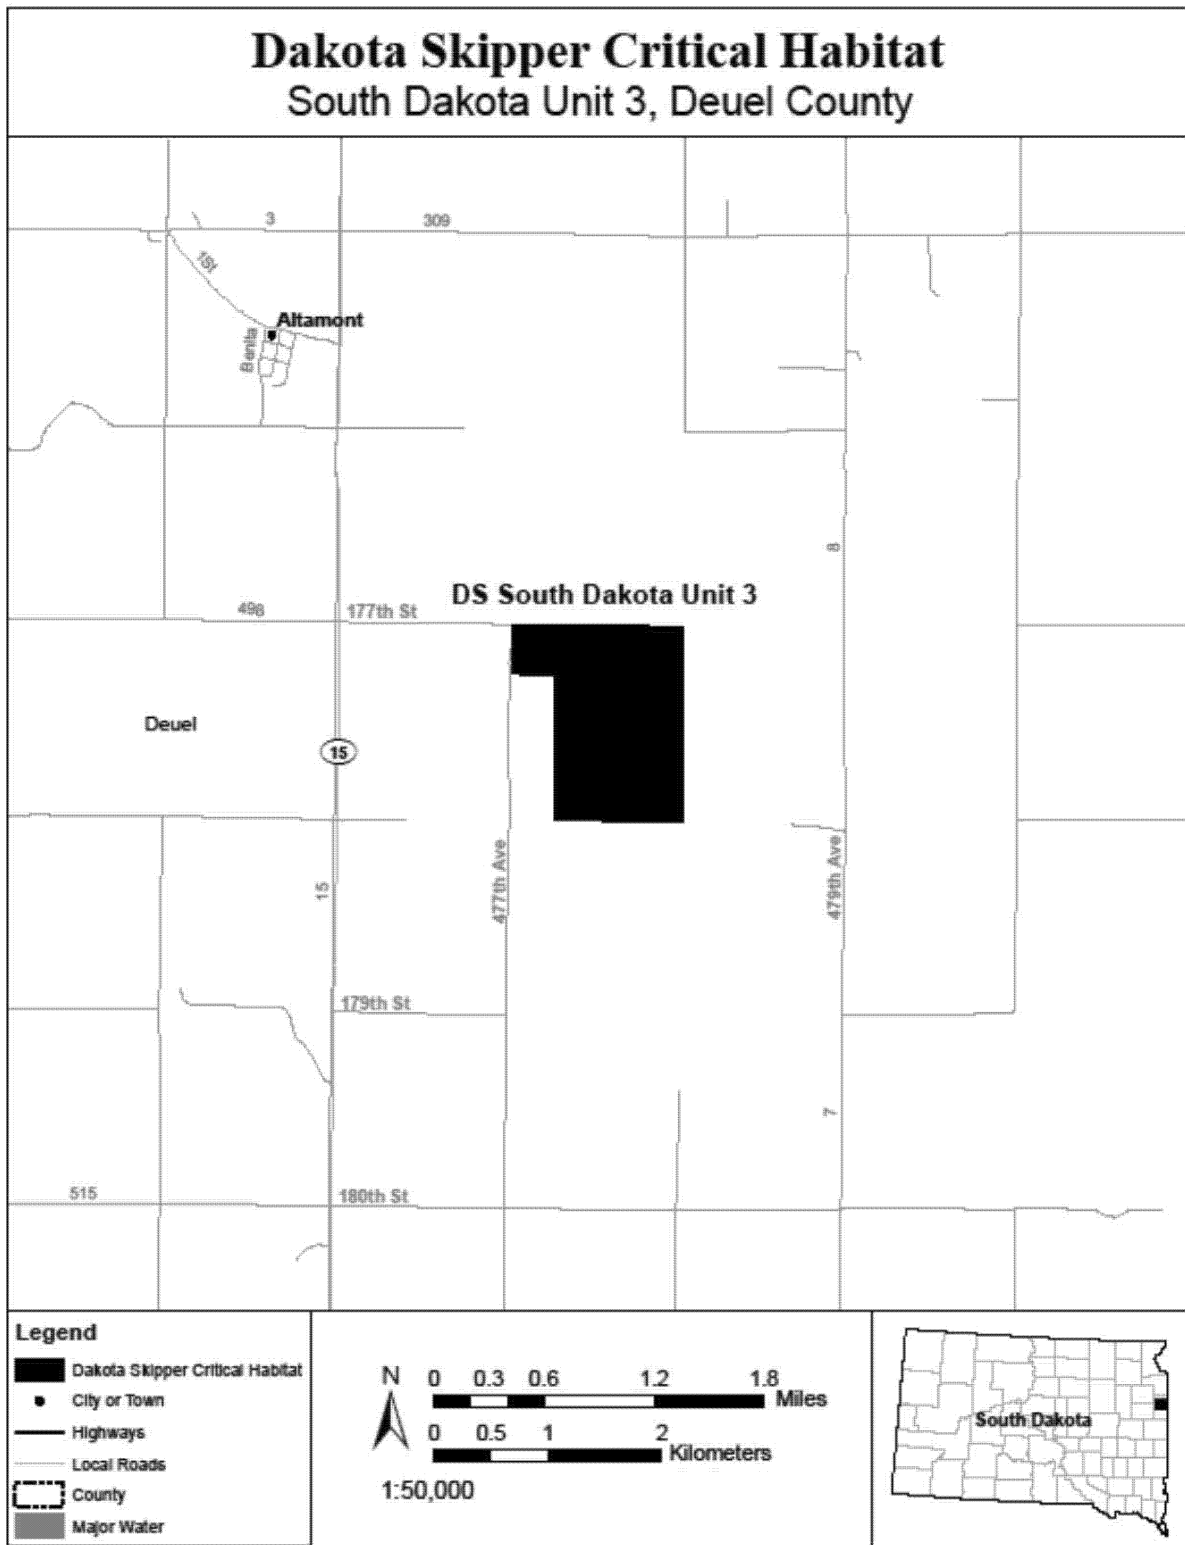 Dakota Skipper Critical Habitat
South Dakota Unit 3, Deuel County
3
309
1St
Altamont
Benita
8
DS South Dakota Unit 3
498
177th St
Deuel
15
477th Ave
479th Ave
15
179th St
7
515
180th St
Legend
Dakota Skipper Critical Habitat
City or Town
Highways
Local Roads
County
Major Water
N
0 0.3 0.6 1.2 1.8
Miles
0 0.5 1 2
Kilometers
1:50,000
South Dakota